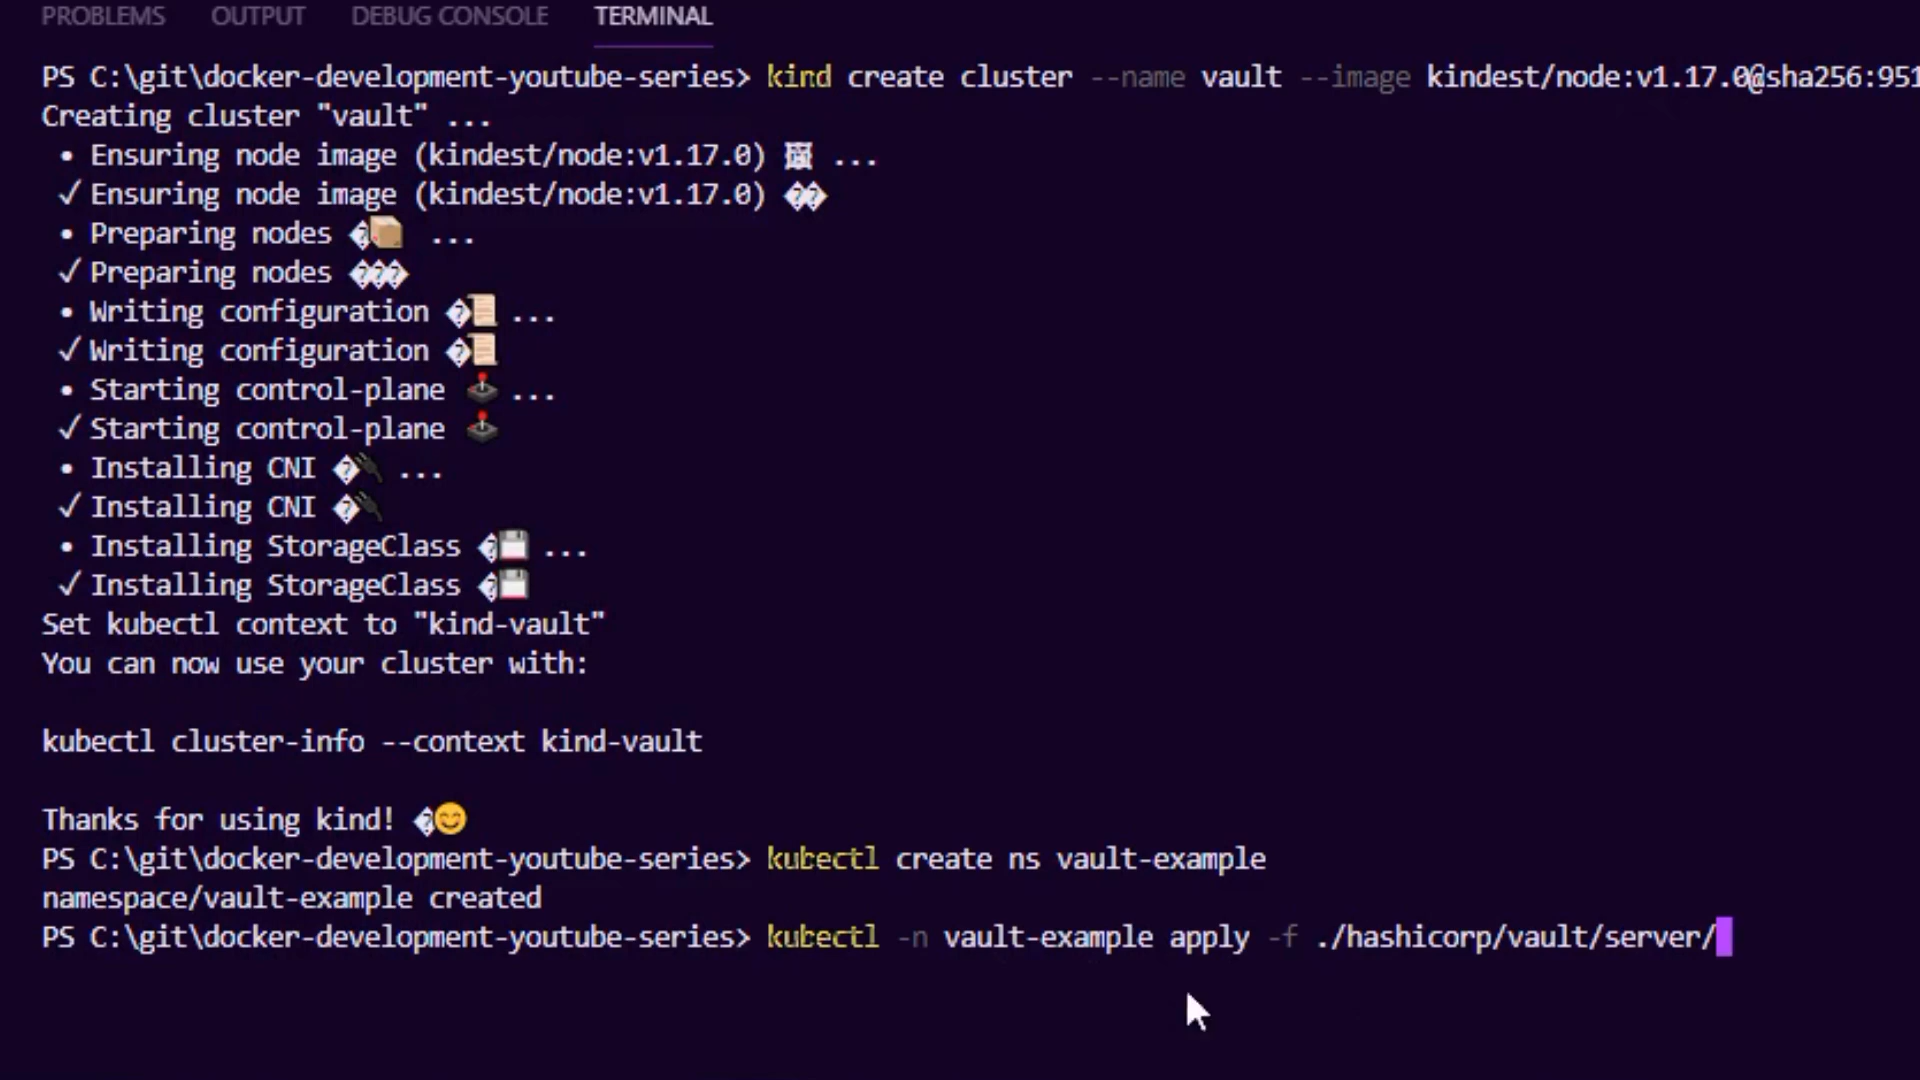 PROBLEMS OUTPUT DEBUG CONSOLE TERMINAL
PS C:\git\docker-development-youtube-series> kind create cluster --name vault --image kindest/node:v1.17.0@sha256:951
Creating cluster "vault" ...
• Ensuring node image (kindest/node:v1.17.0) 🖼 ...
✓ Ensuring node image (kindest/node:v1.17.0) ��
• Preparing nodes �📦 ...
✓ Preparing nodes ���
• Writing configuration �📜 ...
✓ Writing configuration �📜
• Starting control-plane 🕹 ...
✓ Starting control-plane 🕹
• Installing CNI �🔌 ...
✓ Installing CNI �🔌
• Installing StorageClass �💾 ...
✓ Installing StorageClass �💾
Set kubectl context to "kind-vault"
You can now use your cluster with:
kubectl cluster-info --context kind-vault
Thanks for using kind! �😊
PS C:\git\docker-development-youtube-series> kubectl create ns vault-example
namespace/vault-example created
PS C:\git\docker-development-youtube-series> kubectl -n vault-example apply -f ./hashicorp/vault/server/